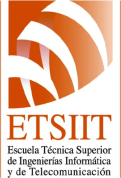 ETSIIT
Escuela Técnica Superior
de Ingenierías Informática
y de Telecomunicación